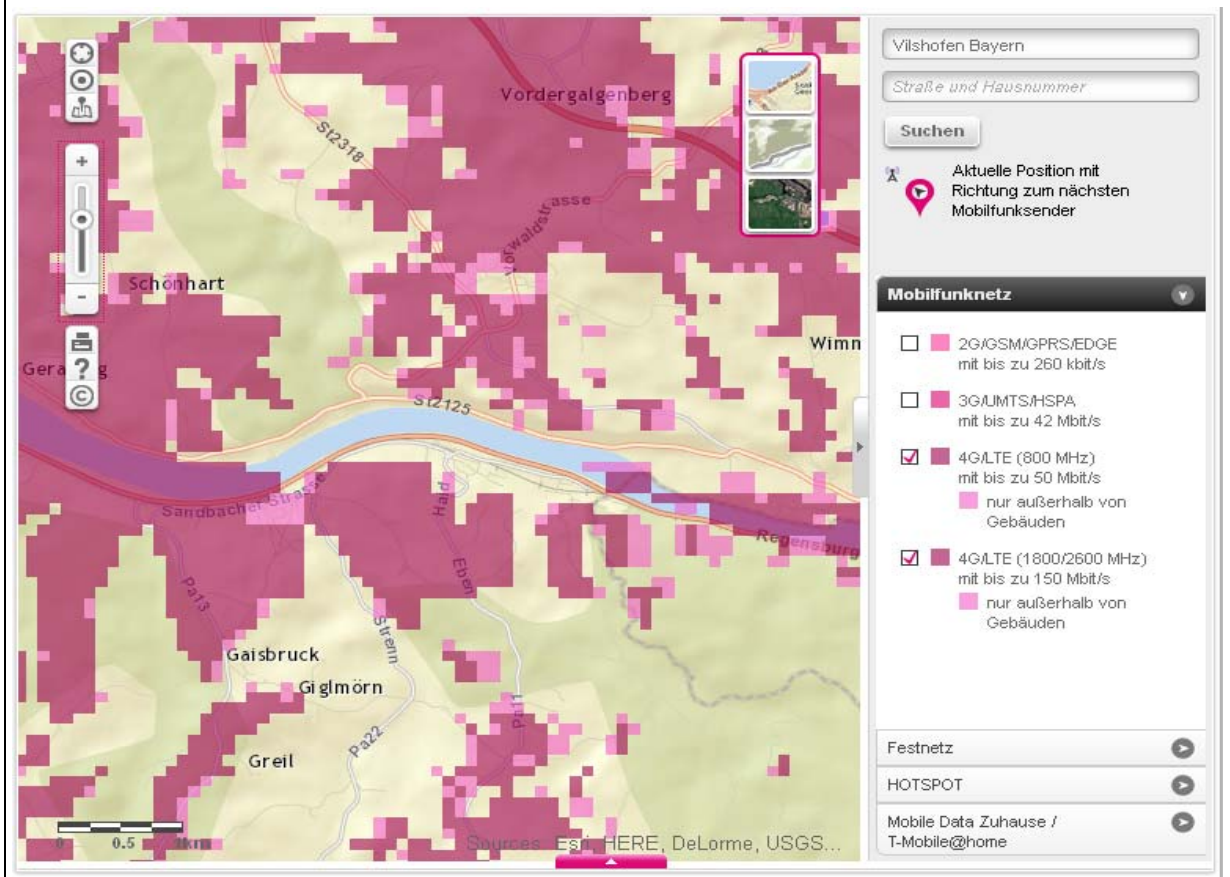 Vordergalgenberg
St2318
Vorwaldstrasse
Schönhart
Wimn
St2125
Sandbacher Strasse
Haid
Regensburg
Eben
Pa13
Strenn
Gaisbruck
Giglmörn
Pa11
Pa22
Greil
0 0.5 1km
Sources: Esri, HERE, DeLorme, USGS...
+
-
?
©
Vilshofen Bayern
Straße und Hausnummer
Suchen
Aktuelle Position mit
Richtung zum nächsten
Mobilfunksender
Mobilfunknetz
2G/GSM/GPRS/EDGE
mit bis zu 260 kbit/s
3G/UMTS/HSPA
mit bis zu 42 Mbit/s
4G/LTE (800 MHz)
mit bis zu 50 Mbit/s
nur außerhalb von
Gebäuden
4G/LTE (1800/2600 MHz)
mit bis zu 150 Mbit/s
nur außerhalb von
Gebäuden
Festnetz
HOTSPOT
Mobile Data Zuhause /
T-Mobile@home